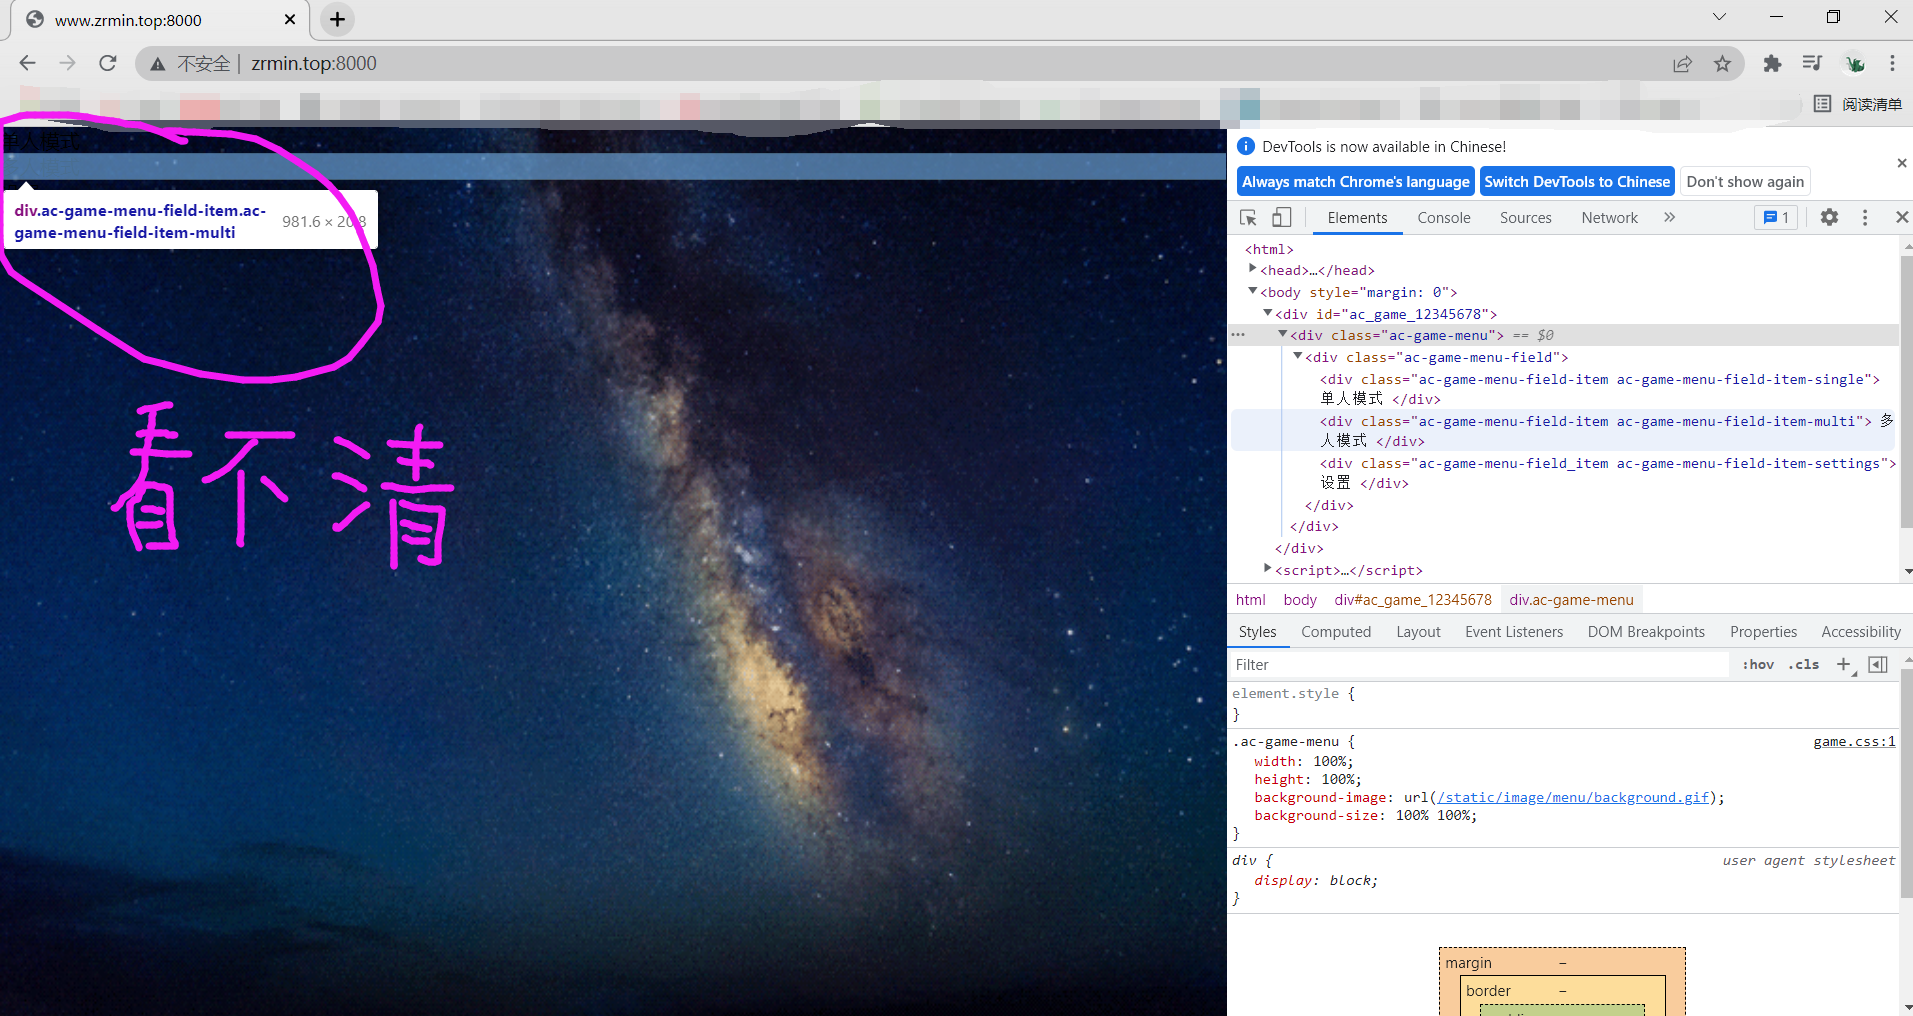 www.zrmin.top:8000
不安全 | zrmin.top:8000
阅读清单
单人模式
div.ac-game-menu-field-item.ac-
game-menu-field-item-multi
981.6 × 20.8
看不清
DevTools is now available in Chinese!
Always match Chrome's language
Switch DevTools to Chinese
Don't show again
Elements Console Sources Network » 1
<html>
<head>…</head>
<body style="margin: 0">
<div id="ac_game_12345678">
<div class="ac-game-menu"> == $0
<div class="ac-game-menu-field">
<div class="ac-game-menu-field-item ac-game-menu-field-item-single">
单人模式 </div>
<div class="ac-game-menu-field-item ac-game-menu-field-item-multi"> 多
人模式 </div>
<div class="ac-game-menu-field_item ac-game-menu-field-item-settings">
设置 </div>
</div>
</div>
</div>
<script>…</script>
html body div#ac_game_12345678 div.ac-game-menu
Styles Computed Layout Event Listeners DOM Breakpoints Properties Accessibility
Filter :hov .cls
element.style {
}
.ac-game-menu { game.css:1
width: 100%;
height: 100%;
background-image: url(/static/image/menu/background.gif);
background-size: 100% 100%;
}
div { user agent stylesheet
display: block;
}
margin –
border –